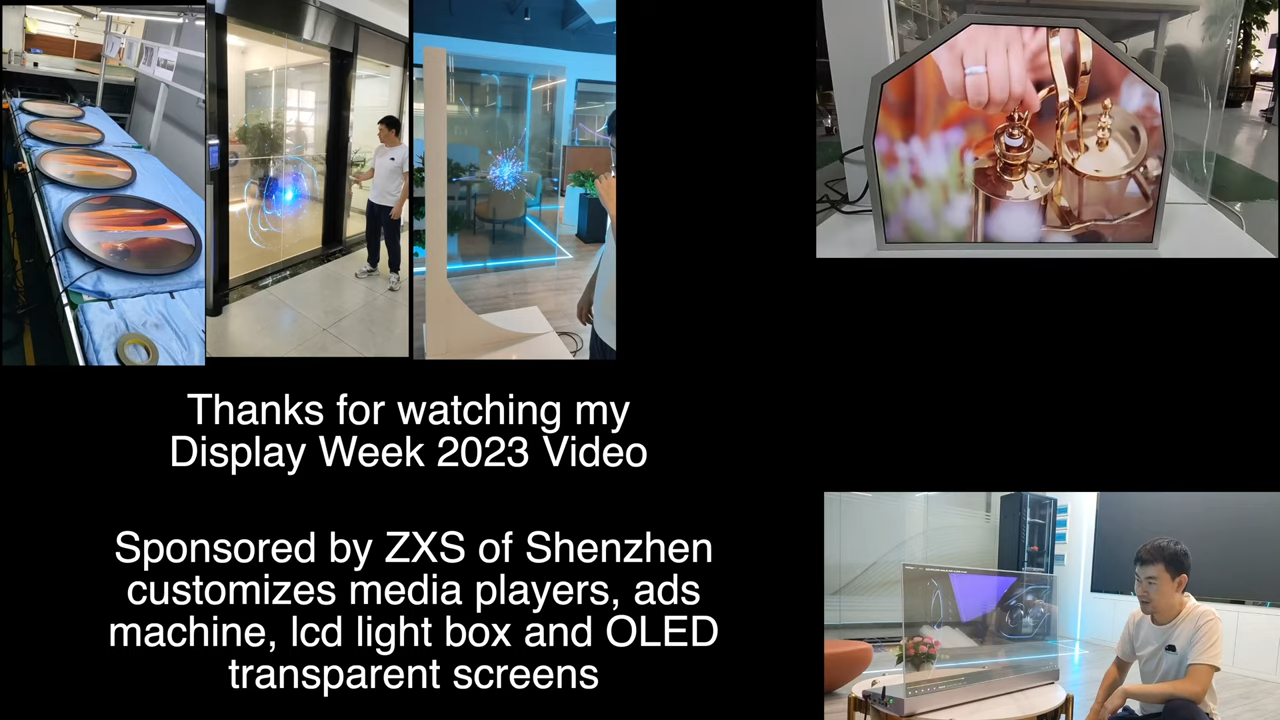 Thanks for watching my
Display Week 2023 Video
Sponsored by ZXS of Shenzhen
customizes media players, ads
machine, lcd light box and OLED
transparent screens